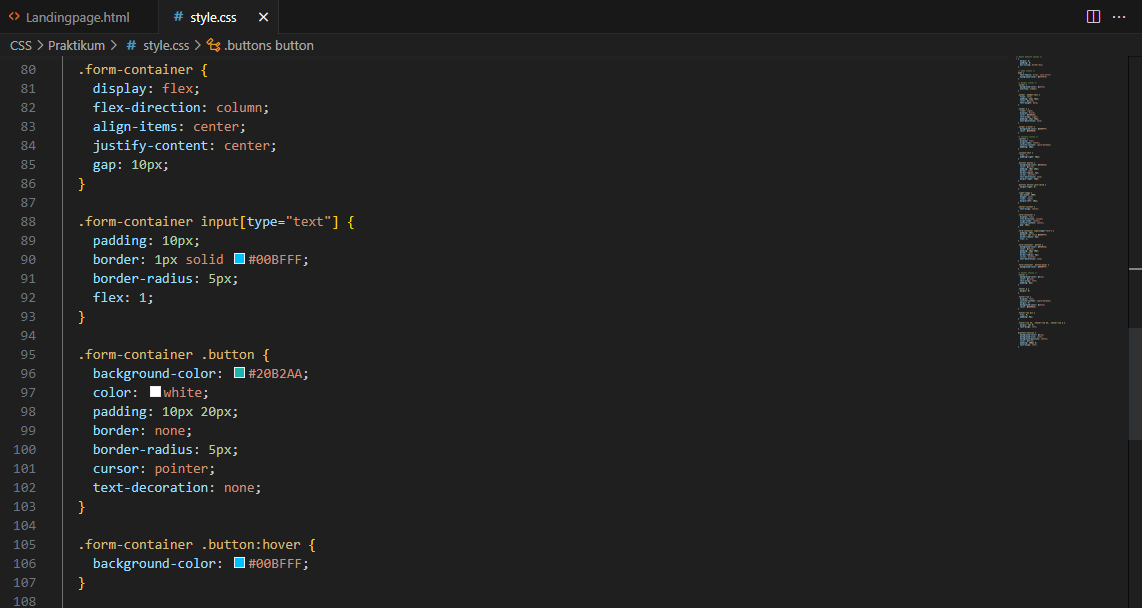 Landingpage.html
# style.css
CSS > Praktikum > # style.css > .buttons button
80 .form-container {
81 display: flex;
82 flex-direction: column;
83 align-items: center;
84 justify-content: center;
85 gap: 10px;
86 }
87
88 .form-container input[type="text"] {
89 padding: 10px;
90 border: 1px solid #00BFFF;
91 border-radius: 5px;
92 flex: 1;
93 }
94
95 .form-container .button {
96 background-color: #20B2AA;
97 color: white;
98 padding: 10px 20px;
99 border: none;
100 border-radius: 5px;
101 cursor: pointer;
102 text-decoration: none;
103 }
104
105 .form-container .button:hover {
106 background-color: #00BFFF;
107 }
108